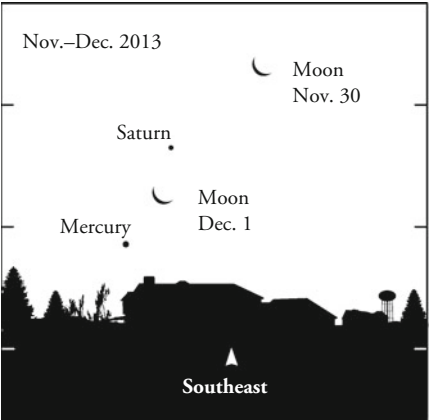 Nov.–Dec. 2013
Moon
Nov. 30
Saturn
Moon
Dec. 1
Mercury
Southeast